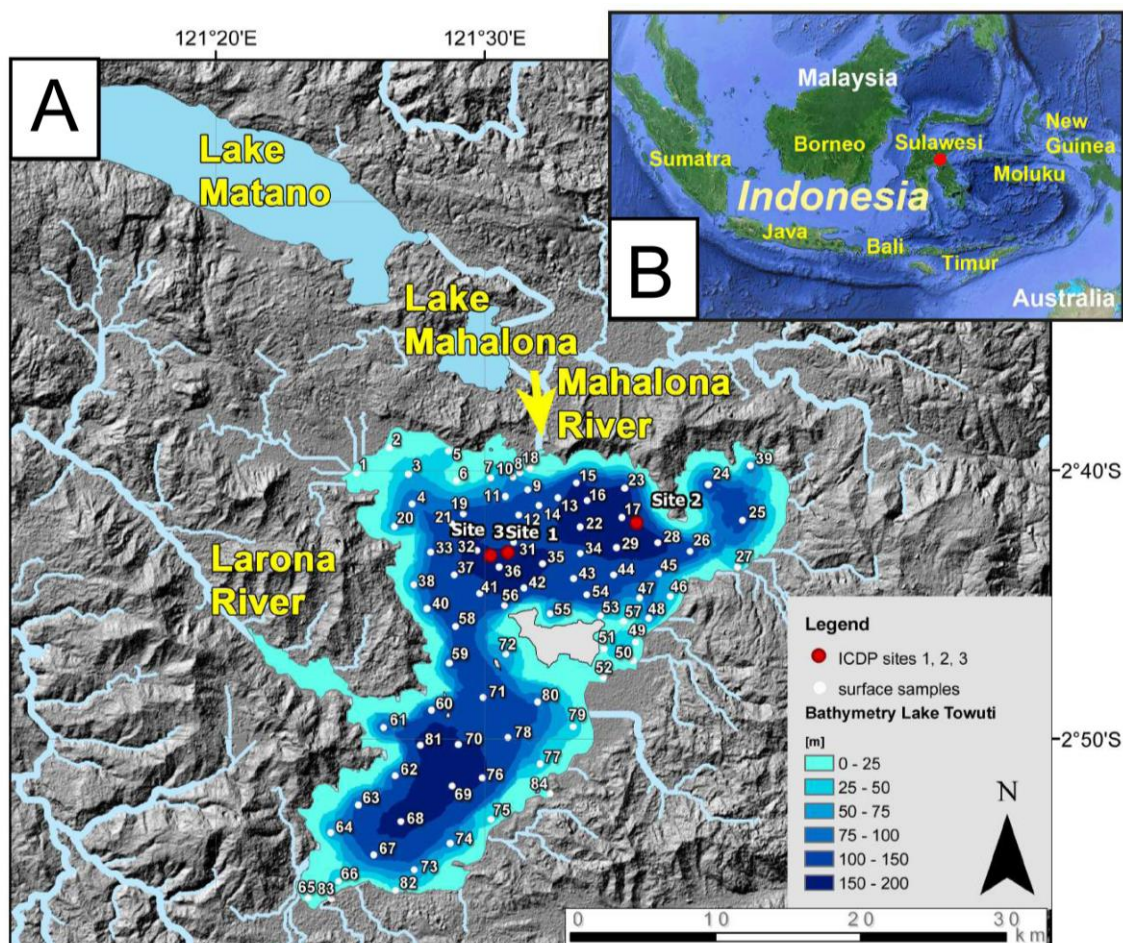 121°20'E
121°30'E
A
Lake
Matano
Lake
Mahalona
Mahalona
River
Larona
River
2°40'S
2°50'S
Site 3
Site 1
Site 2
1
2
3
4
5
6
7
10
8
18
9
11
12
13
14
15
16
17
19
20
21
22
23
24
39
25
26
27
28
29
31
32
33
34
35
36
37
38
40
41
42
43
44
45
46
47
48
49
50
51
52
53
54
55
56
57
58
59
60
61
62
63
64
65
83
66
67
68
69
70
71
72
73
74
75
76
77
78
79
80
81
82
84
B
Malaysia
Sumatra
Borneo
Sulawesi
New
Guinea
Moluku
Indonesia
Java
Bali
Timur
Australia
Legend
ICDP sites 1, 2, 3
surface samples
Bathymetry Lake Towuti
[m]
0 - 25
25 - 50
50 - 75
75 - 100
100 - 150
150 - 200
N
0 10 20 30
km